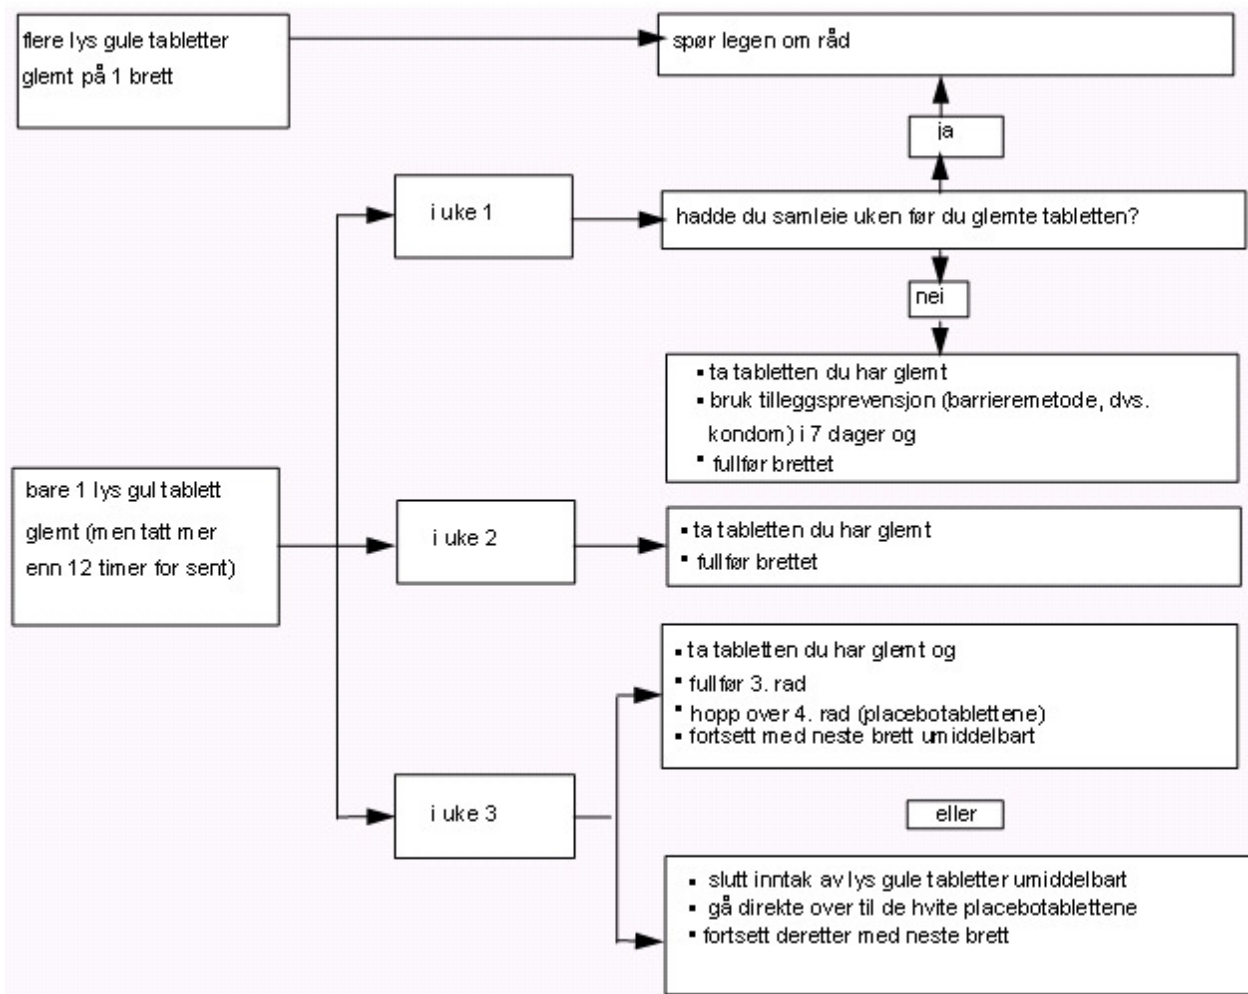 flere lys gule tabletter
glemt på 1 brett
spør legen om råd
ja
i uke 1
hadde du samleie uken før du glemte tabletten?
nei
▪ ta tabletten du har glemt
▪ bruk tilleggsprevensjon (barrieremetode, dvs.
kondom) i 7 dager og
▪ fullfør brettet
bare 1 lys gul tablett
glemt (men tatt mer
enn 12 timer for sent)
i uke 2
▪ ta tabletten du har glemt
▪ fullfør brettet
▪ ta tabletten du har glemt og
▪ fullfør 3. rad
▪ hopp over 4. rad (placebotablettene)
▪ fortsett med neste brett umiddelbart
i uke 3
eller
▪ slutt inntak av lys gule tabletter umiddelbart
▪ gå direkte over til de hvite placebotablettene
▪ fortsett deretter med neste brett